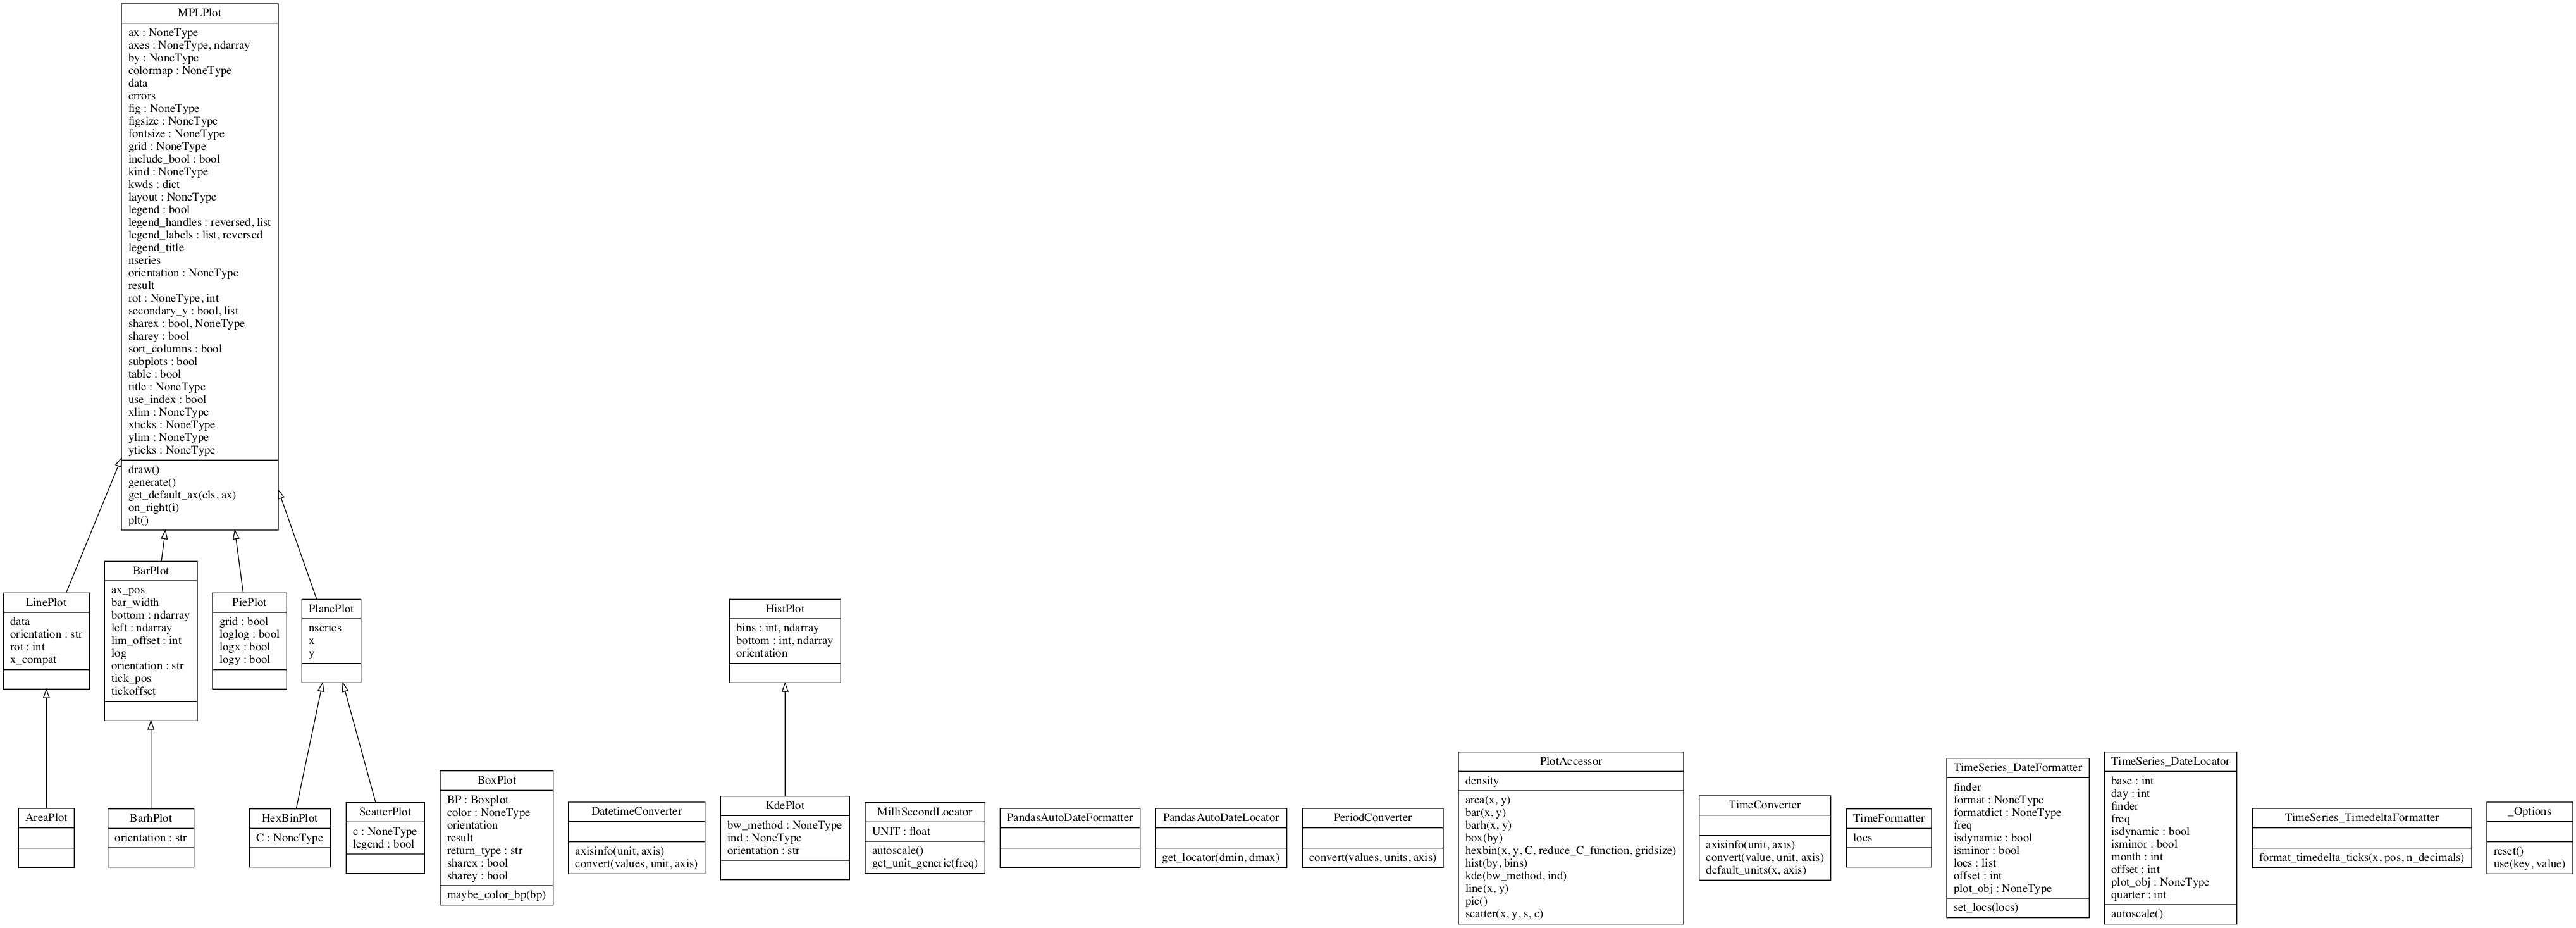 MPLPlot
ax : NoneType
axes : NoneType, ndarray
by : NoneType
colormap : NoneType
data
errors
fig : NoneType
figsize : NoneType
fontsize : NoneType
grid : NoneType
include_bool : bool
kind : NoneType
kwds : dict
layout : NoneType
legend : bool
legend_handles : reversed, list
legend_labels : list, reversed
legend_title
nseries
orientation : NoneType
result
rot : NoneType, int
secondary_y : bool, list
sharex : bool, NoneType
sharey : bool
sort_columns : bool
subplots : bool
table : bool
title : NoneType
use_index : bool
xlim : NoneType
xticks : NoneType
ylim : NoneType
yticks : NoneType
draw()
generate()
get_default_ax(cls, ax)
on_right(i)
plt()
LinePlot
data
orientation : str
rot : int
x_compat
BarPlot
ax_pos
bar_width
bottom : ndarray
left : ndarray
lim_offset : int
log
orientation : str
tick_pos
tickoffset
PiePlot
grid : bool
loglog : bool
logx : bool
logy : bool
PlanePlot
nseries
x
y
HistPlot
bins : int, ndarray
bottom : int, ndarray
orientation
AreaPlot
BarhPlot
orientation : str
HexBinPlot
C : NoneType
ScatterPlot
c : NoneType
legend : bool
BoxPlot
BP : Boxplot
color : NoneType
orientation
result
return_type : str
sharex : bool
sharey : bool
maybe_color_bp(bp)
DatetimeConverter
axisinfo(unit, axis)
convert(values, unit, axis)
KdePlot
bw_method : NoneType
ind : NoneType
orientation : str
MilliSecondLocator
UNIT : float
autoscale()
get_unit_generic(freq)
PandasAutoDateFormatter
PandasAutoDateLocator
get_locator(dmin, dmax)
PeriodConverter
convert(values, units, axis)
PlotAccessor
density
area(x, y)
bar(x, y)
barh(x, y)
box(by)
hexbin(x, y, C, reduce_C_function, gridsize)
hist(by, bins)
kde(bw_method, ind)
line(x, y)
pie()
scatter(x, y, s, c)
TimeConverter
axisinfo(unit, axis)
convert(value, unit, axis)
default_units(x, axis)
TimeFormatter
locs
TimeSeries_DateFormatter
finder
format : NoneType
formatdict : NoneType
freq
isdynamic : bool
isminor : bool
locs : list
offset : int
plot_obj : NoneType
set_locs(locs)
TimeSeries_DateLocator
base : int
day : int
finder
freq
isdynamic : bool
isminor : bool
month : int
offset : int
plot_obj : NoneType
quarter : int
autoscale()
TimeSeries_TimedeltaFormatter
format_timedelta_ticks(x, pos, n_decimals)
_Options
reset()
use(key, value)